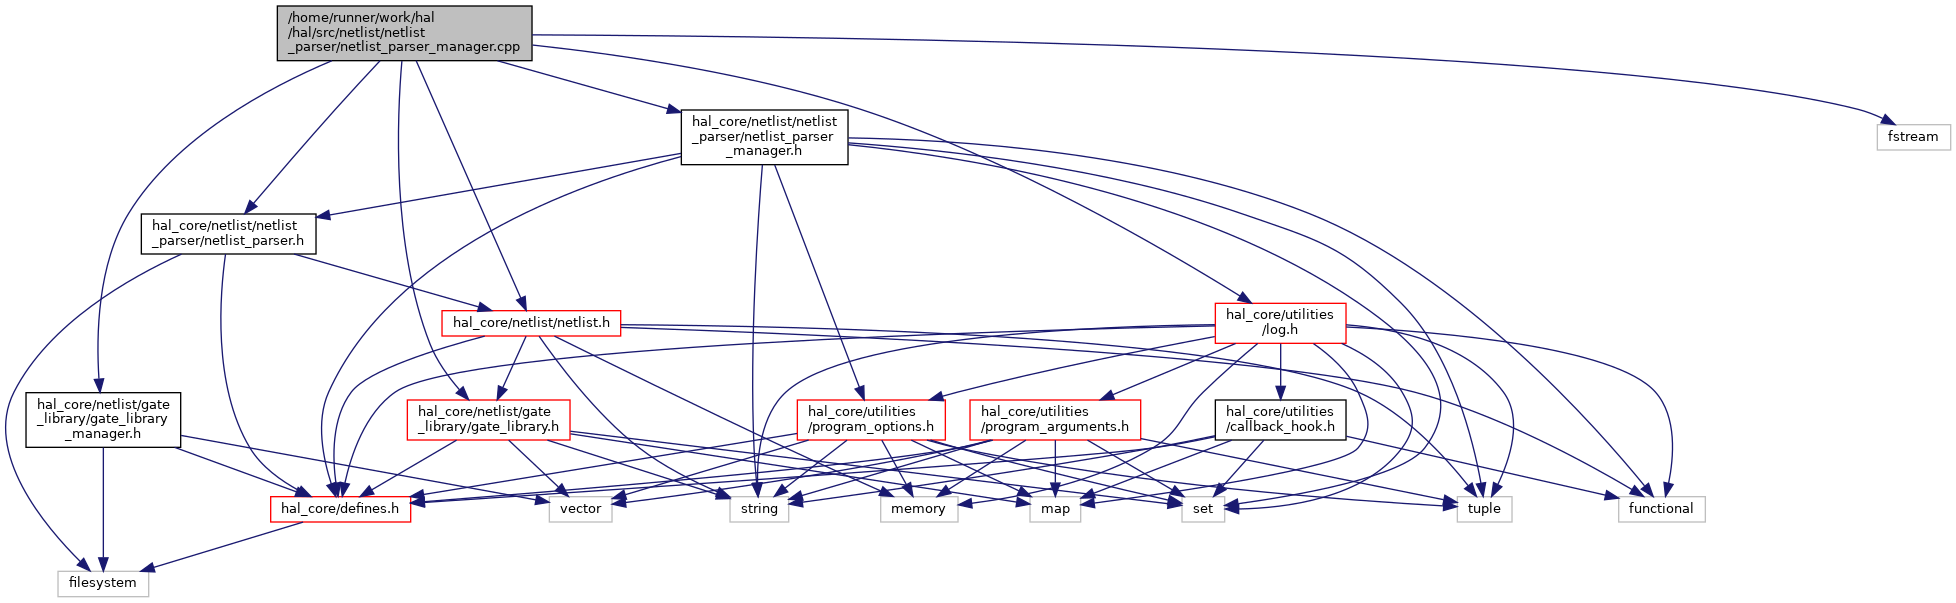 /home/runner/work/hal
/hal/src/netlist/netlist
_parser/netlist_parser_manager.cpp
hal_core/netlist/netlist
_parser/netlist_parser
_manager.h
fstream
hal_core/netlist/netlist
_parser/netlist_parser.h
hal_core/netlist/netlist.h
hal_core/utilities
/log.h
hal_core/netlist/gate
_library/gate_library
_manager.h
hal_core/netlist/gate
_library/gate_library.h
hal_core/utilities
/program_options.h
hal_core/utilities
/program_arguments.h
hal_core/utilities
/callback_hook.h
hal_core/defines.h
vector
string
memory
map
set
tuple
functional
filesystem